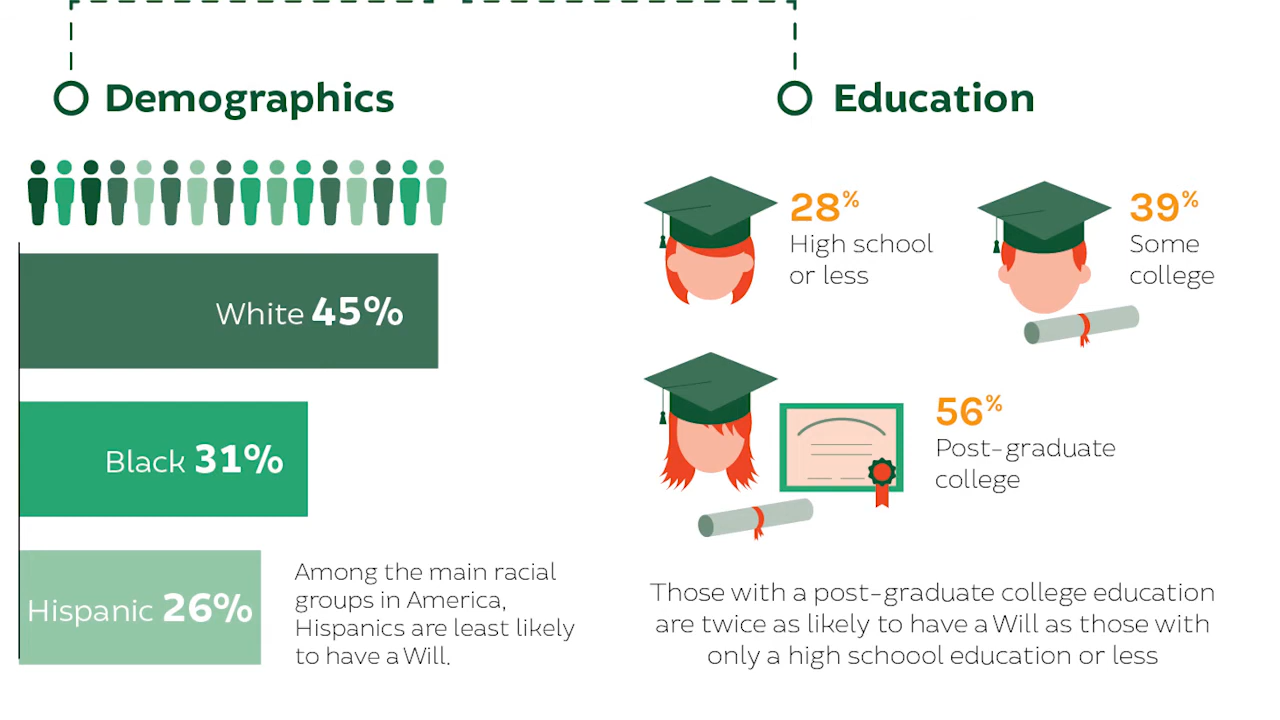 Demographics
White 45%
Black 31%
Hispanic 26%
Among the main racial
groups in America,
Hispanics are least likely
to have a Will.
Education
28%
High school
or less
39%
Some
college
56%
Post-graduate
college
Those with a post-graduate college education
are twice as likely to have a Will as those with
only a high schoool education or less